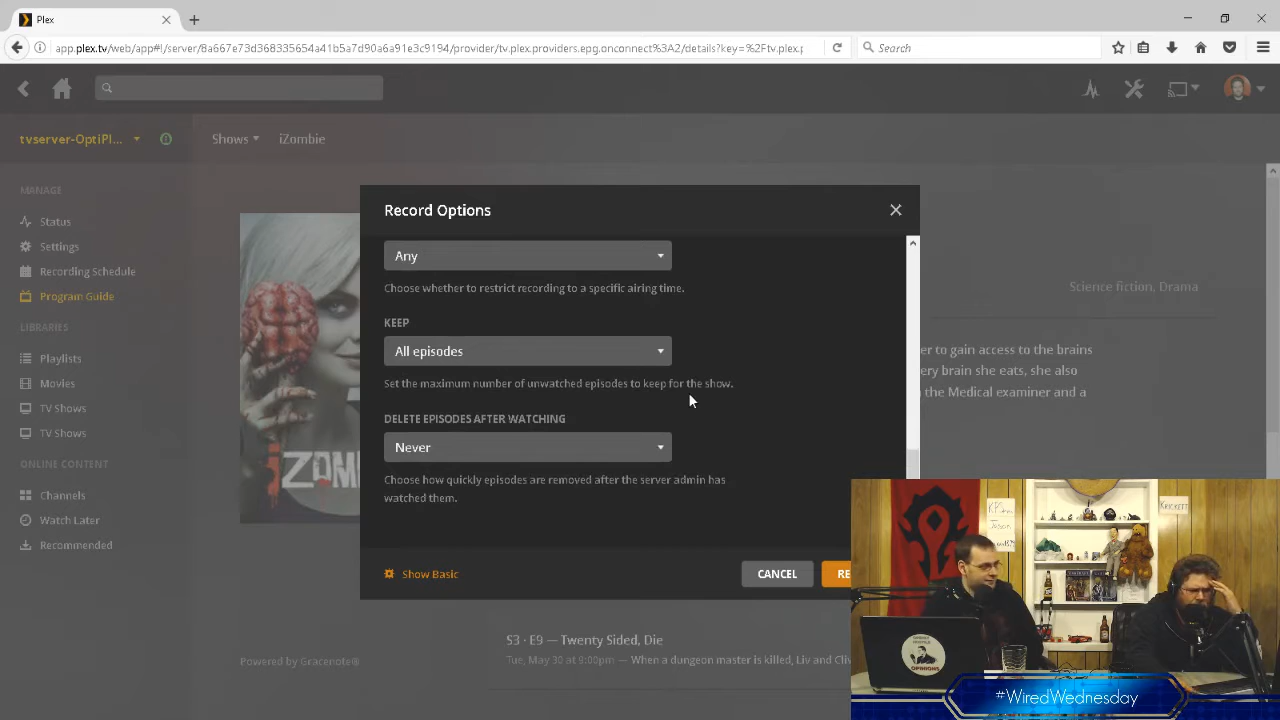 Plex
app.plex.tv/web/app#!/server/8a667e73d368335654a41b5a7d90a6a91e3c9194/provider/tv.plex.providers.epg.onconnect%3A2/details?key=%2Ftv.plex.p
Search
tvserver-OptiPl...
Shows
iZombie
MANAGE
Status
Settings
Recording Schedule
Program Guide
LIBRARIES
Playlists
Movies
TV Shows
TV Shows
ONLINE CONTENT
Channels
Watch Later
Recommended
iZOM
Record Options
Any
Choose whether to restrict recording to a specific airing time.
KEEP
All episodes
Set the maximum number of unwatched episodes to keep for the show.
DELETE EPISODES AFTER WATCHING
Never
Choose how quickly episodes are removed after the server admin has
watched them.
Show Basic
CANCEL
RE
Science fiction, Drama
er to gain access to the brains
ery brain she eats, she also
the Medical examiner and a
S3 · E9 — Twenty Sided, Die
Tue, May 30 at 9:00pm — When a dungeon master is killed, Liv and Cliv
Powered by Gracenote®
Jason
KRICKETT
OPINIONS
#WiredWednesday